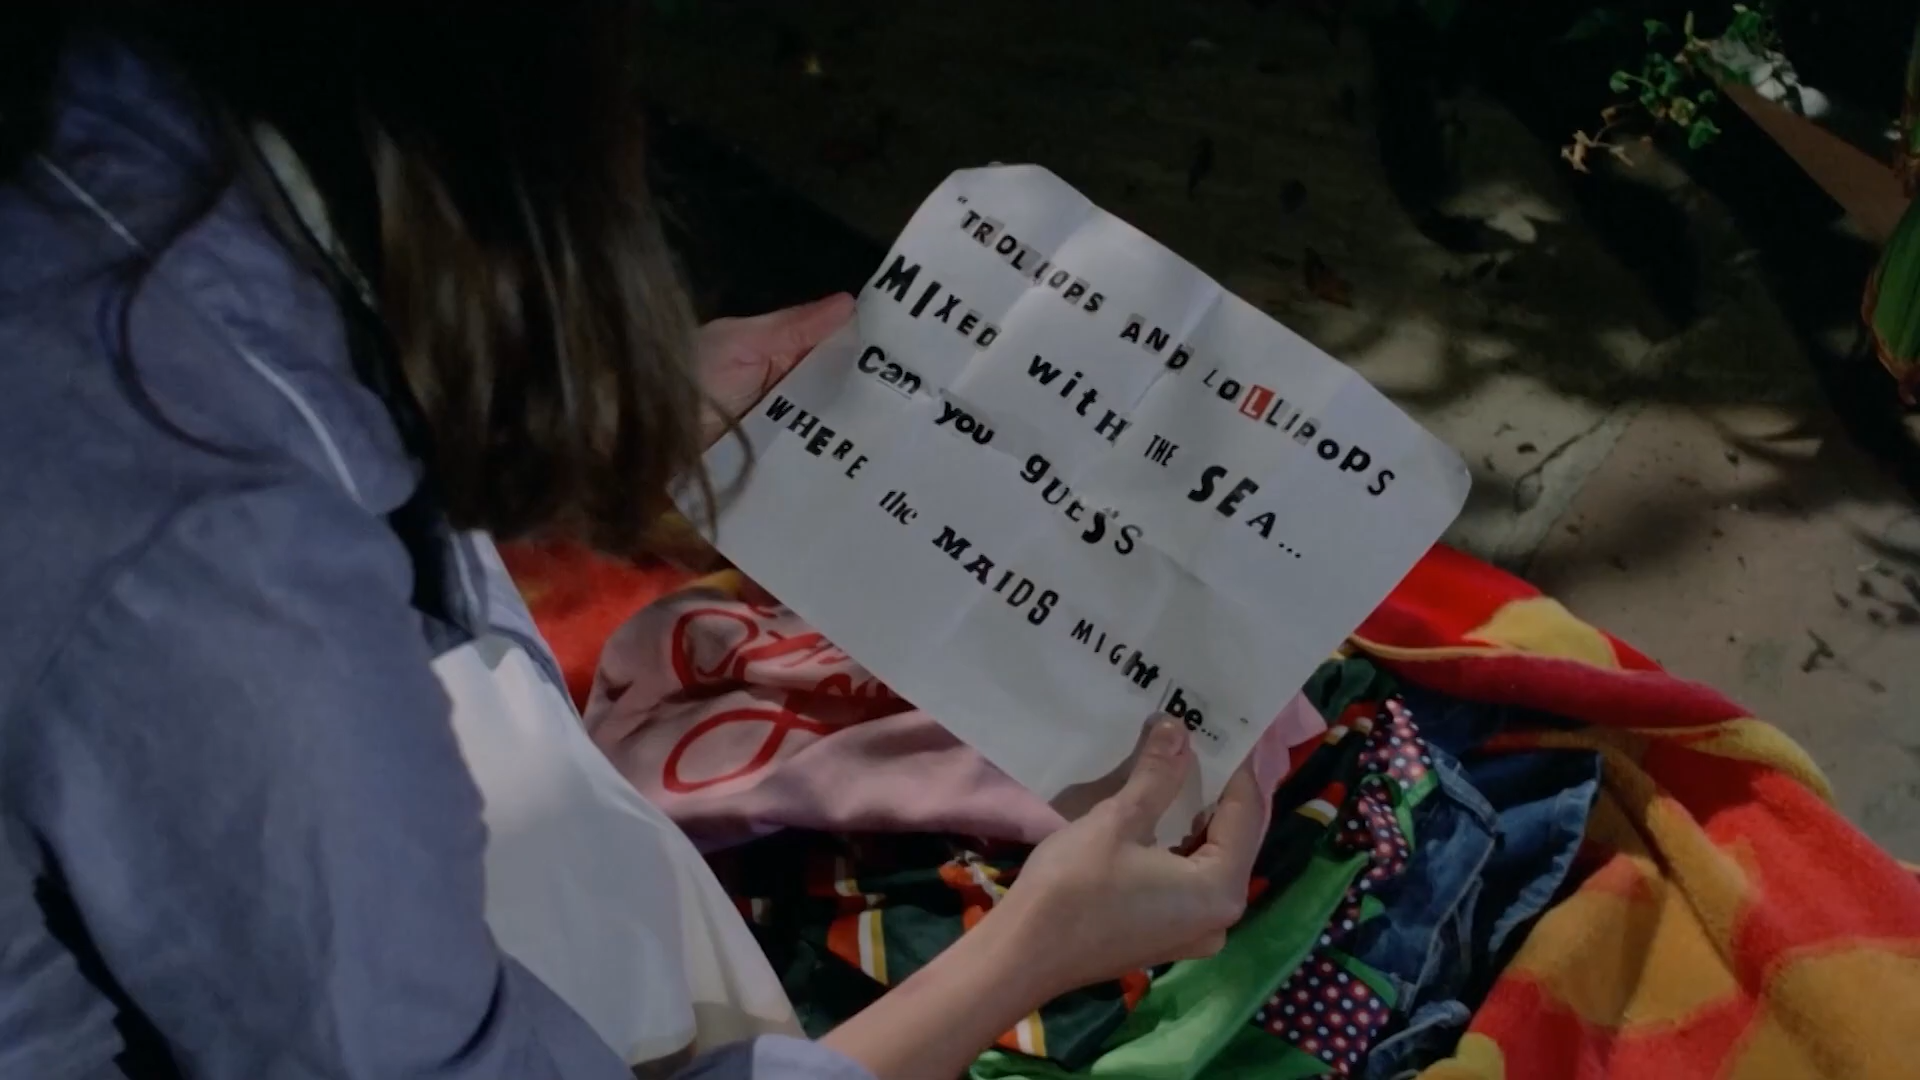 "TROLLOPS AND LOLLIPOPS
MIXED witH THE SEA...
Can you guEsS
WHERE the MAIDS MIGht be..."